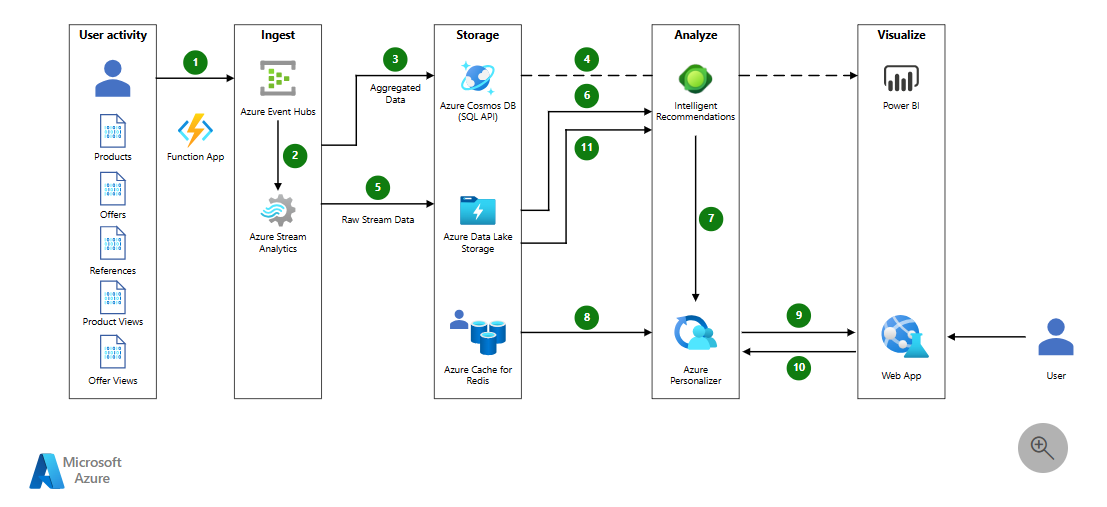 User activity
Ingest
Storage
Analyze
Visualize
1
3
4
Aggregated
Data
6
Azure Event Hubs
Azure Cosmos DB
(SQL API)
Intelligent
Recommendations
Power BI
Products
Function App
2
11
5
Offers
Raw Stream Data
7
Azure Stream
Analytics
Azure Data Lake
Storage
References
Product Views
8
9
10
Offer Views
Azure Cache for
Redis
Azure
Personalizer
Web App
User
Microsoft
Azure